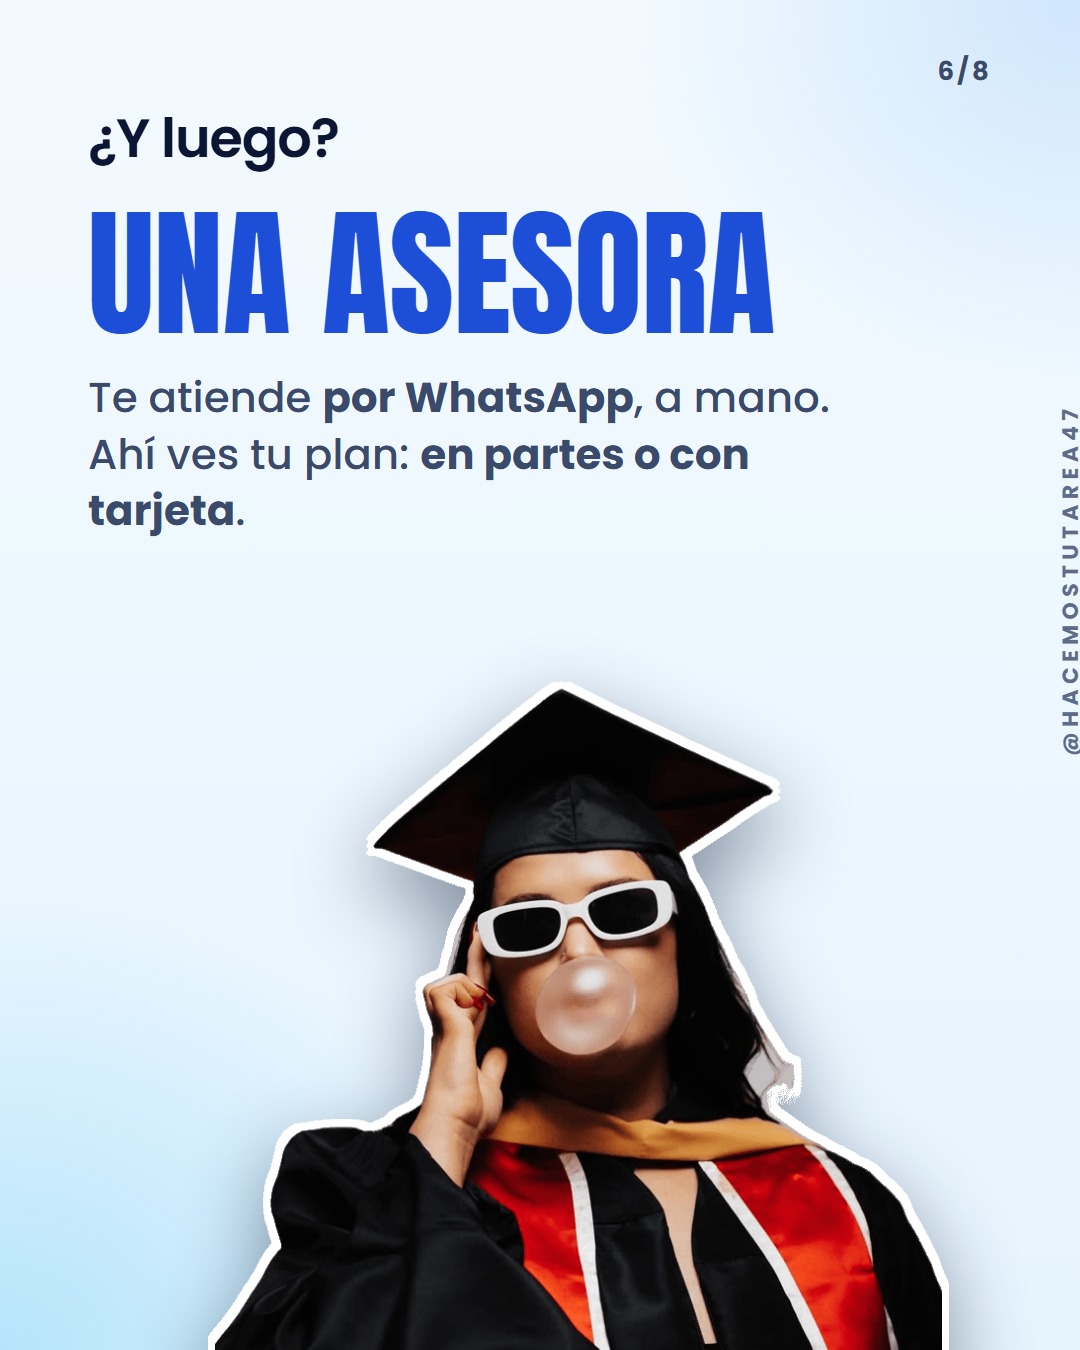 6/8
¿Y luego?
UNA ASESORA
Te atiende por WhatsApp, a mano.
Ahí ves tu plan: en partes o con
tarjeta.
@HACEMOSTUTAREA47